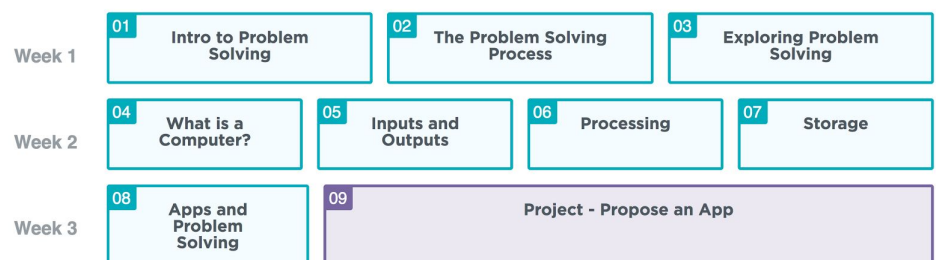 Week 1
01
Intro to Problem
Solving
02
The Problem Solving
Process
03
Exploring Problem
Solving
Week 2
04
What is a
Computer?
05
Inputs and
Outputs
06
Processing
07
Storage
Week 3
08
Apps and
Problem
Solving
09
Project - Propose an App